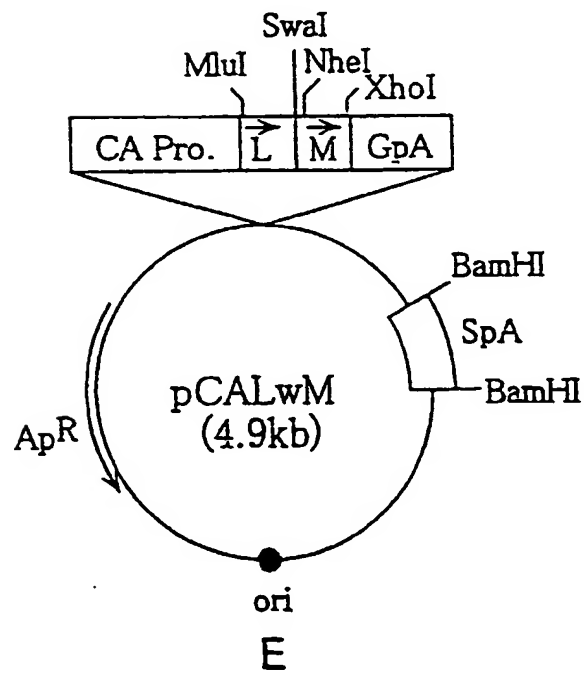 SwaI
MluI
NheI
XhoI
CA Pro.
L
M
GpA
BamHI
SpA
BamHI
pCALwM
(4.9kb)
ApR
ori
E